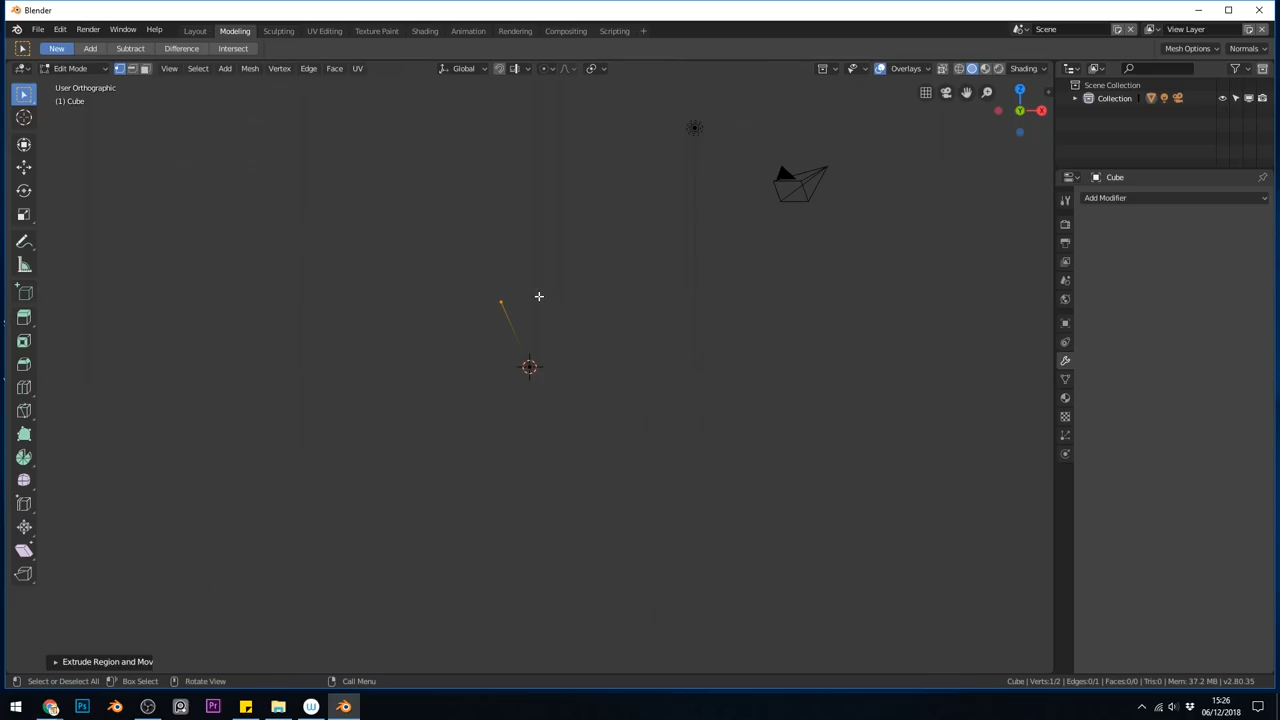 Blender
File Edit Render Window Help Layout Modeling Sculpting UV Editing Texture Paint Shading Animation Rendering Compositing Scripting + Scene View Layer
New Add Subtract Difference Intersect Mesh Options Normals
Edit Mode View Select Add Mesh Vertex Edge Face UV Global Overlays Shading
User Orthographic
(1) Cube
Z
Y X
Scene Collection
Collection
Cube
Add Modifier
Extrude Region and Mov
Select or Deselect All Box Select Rotate View Call Menu Cube | Verts:1/2 | Edges:0/1 | Faces:0/0 | Tris:0 | Mem: 37.2 MB | v2.80.35
Ps Pr W 15:26
06/12/2018